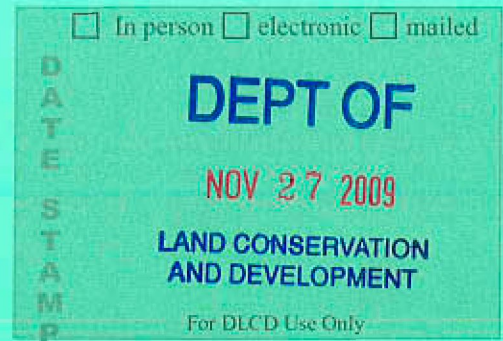 ☐ In person ☐ electronic ☐ mailed
DATE STAMP
DEPT OF
NOV 27 2009
LAND CONSERVATION
AND DEVELOPMENT
For DLCD Use Only